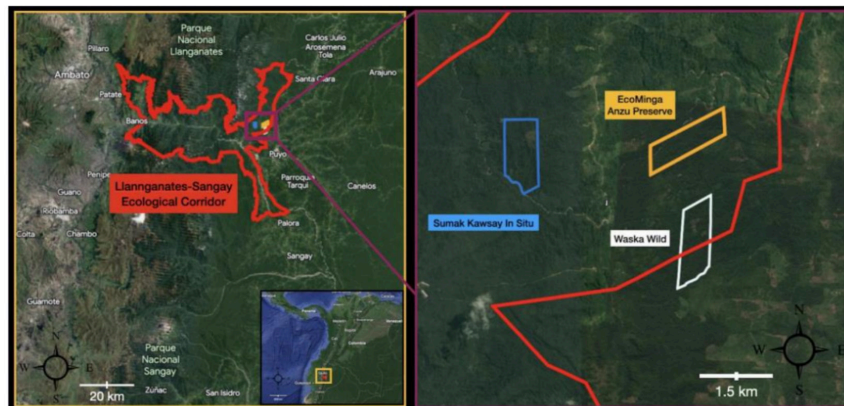 Parque
Nacional
Llanganates
Carlos Julio
Arosemena
Tola
Píllaro
Ambato
Santa Clara
Arajuno
Patate
Banos
Puyo
Penipe
Parroquia
Tarqui
Canelos
Guano
Riobamba
Llannganates-Sangay
Ecological Corridor
Chambo
Palora
Sangay
Guamote
Parque
Nacional
Sangay
Zuñac
San Isidro
N
W
E
S
20 km
EcoMinga
Anzu Preserve
Sumak Kawsay In Situ
Waska Wild
N
W
E
S
1.5 km